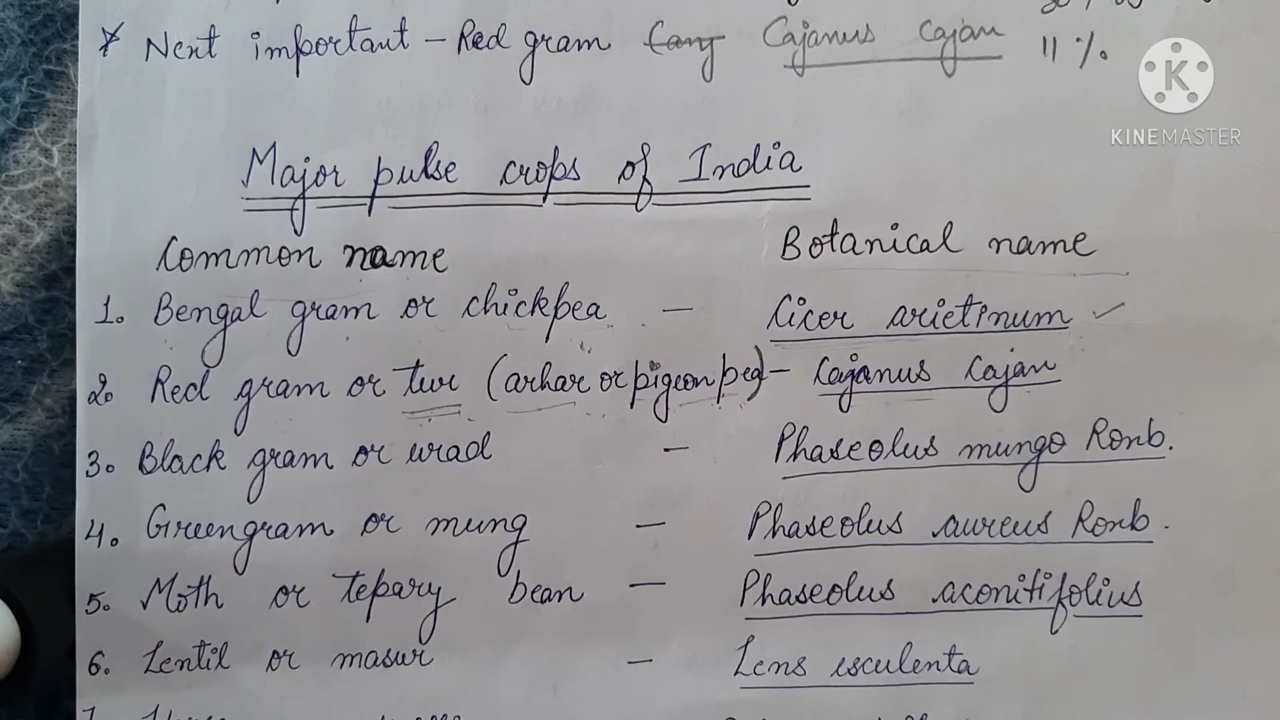 * Next important - Red gram Cajanus Cajan 11%
K
KINEMASTER
Major pulse crops of India
Common name Botanical name
1. Bengal gram or chickpea - Cicer arietinum ✓
2. Red gram or tur (arhar or pigeon pea) - Cajanus Cajan
3. Black gram or urad - Phaseolus mungo Roxb.
4. Greengram or mung - Phaseolus aureus Roxb.
5. Moth or tepary bean - Phaseolus aconitifolius
6. Lentil or masur - Lens esculenta